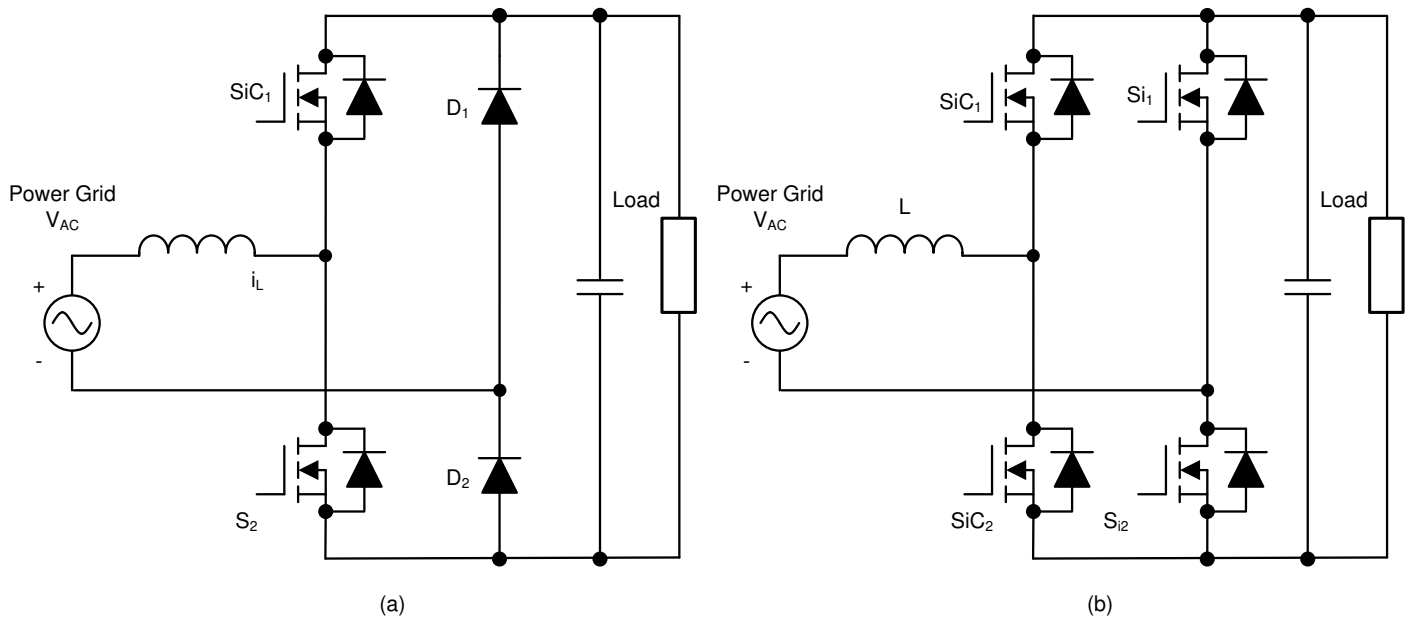 SiC1
D1
Power Grid
VAC
+
-
iL
Load
S2
D2
(a)
SiC1
Si1
Power Grid
VAC
L
+
-
Load
SiC2
Si2
(b)